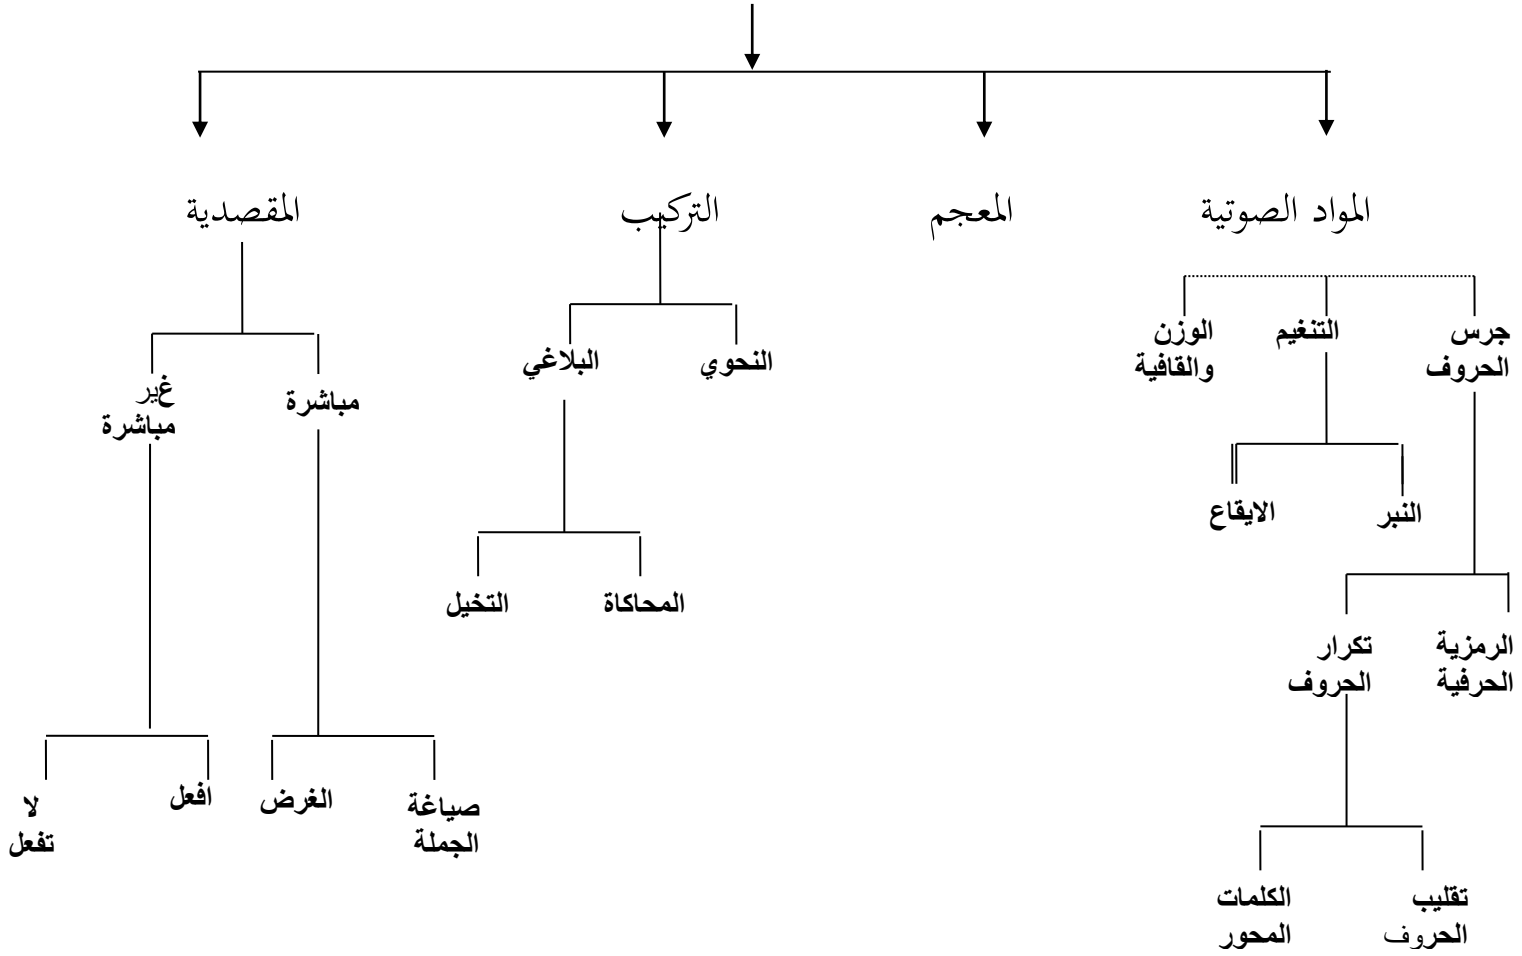 المواد الصوتية
المعجم
التركيب
المقصدية
جرس
الحروف
التنغيم
الوزن
والقافية
النحوي
البلاغي
مباشرة
غير
مباشرة
النبر
الايقاع
المحاكاة
التخيل
الرمزية
الحرفية
تكرار
الحروف
صياغة
الجملة
الغرض
افعل
لا
تفعل
تقليب
الحروف
الكلمات
المحور